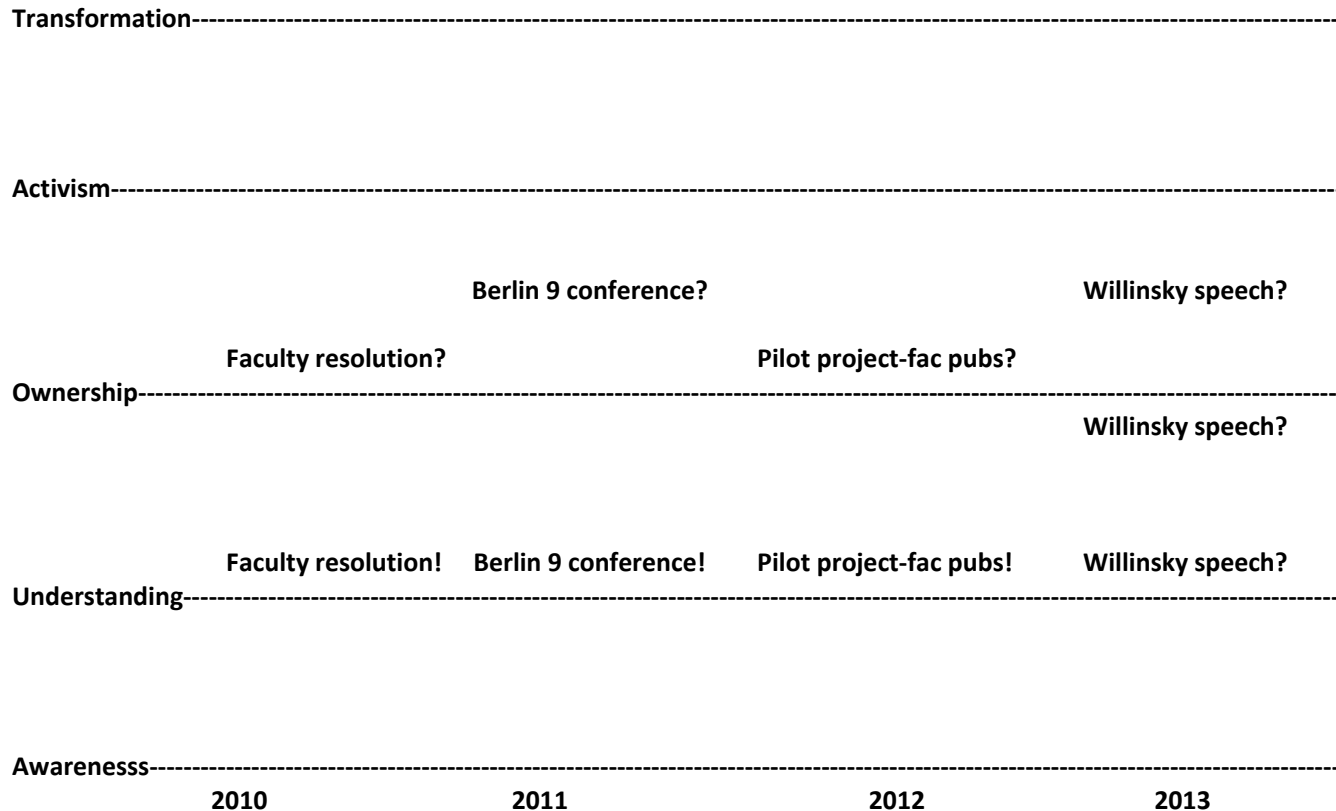 Transformation--------------------------------------------------------------------------------------------------------------------------------------------
Activism------------------------------------------------------------------------------------------------------------------------------------------------------
Berlin 9 conference? Willinsky speech?
Faculty resolution? Pilot project-fac pubs?
Ownership---------------------------------------------------------------------------------------------------------------------------------------------------
Willinsky speech?
Faculty resolution! Berlin 9 conference! Pilot project-fac pubs! Willinsky speech?
Understanding----------------------------------------------------------------------------------------------------------------------------------------------
Awarenesss--------------------------------------------------------------------------------------------------------------------------------------------------
2010 2011 2012 2013